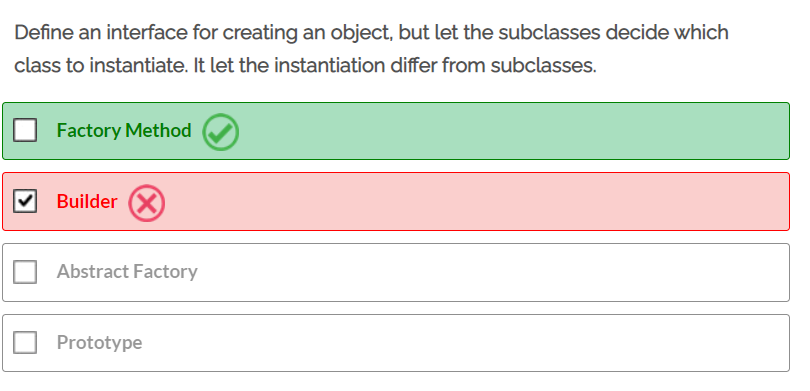 Define an interface for creating an object, but let the subclasses decide which
class to instantiate. It let the instantiation differ from subclasses.
Factory Method
Builder
Abstract Factory
Prototype